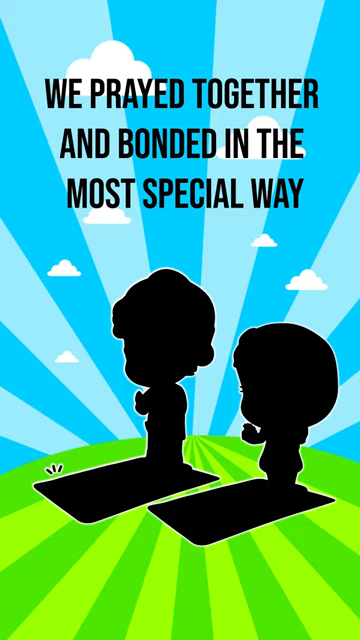 WE PRAYED TOGETHER
AND BONDED IN THE
MOST SPECIAL WAY